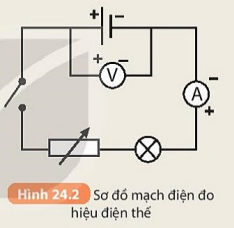 + −
+ −
V
−
A
+
Hình 24.2 Sơ đồ mạch điện đo
hiệu điện thế